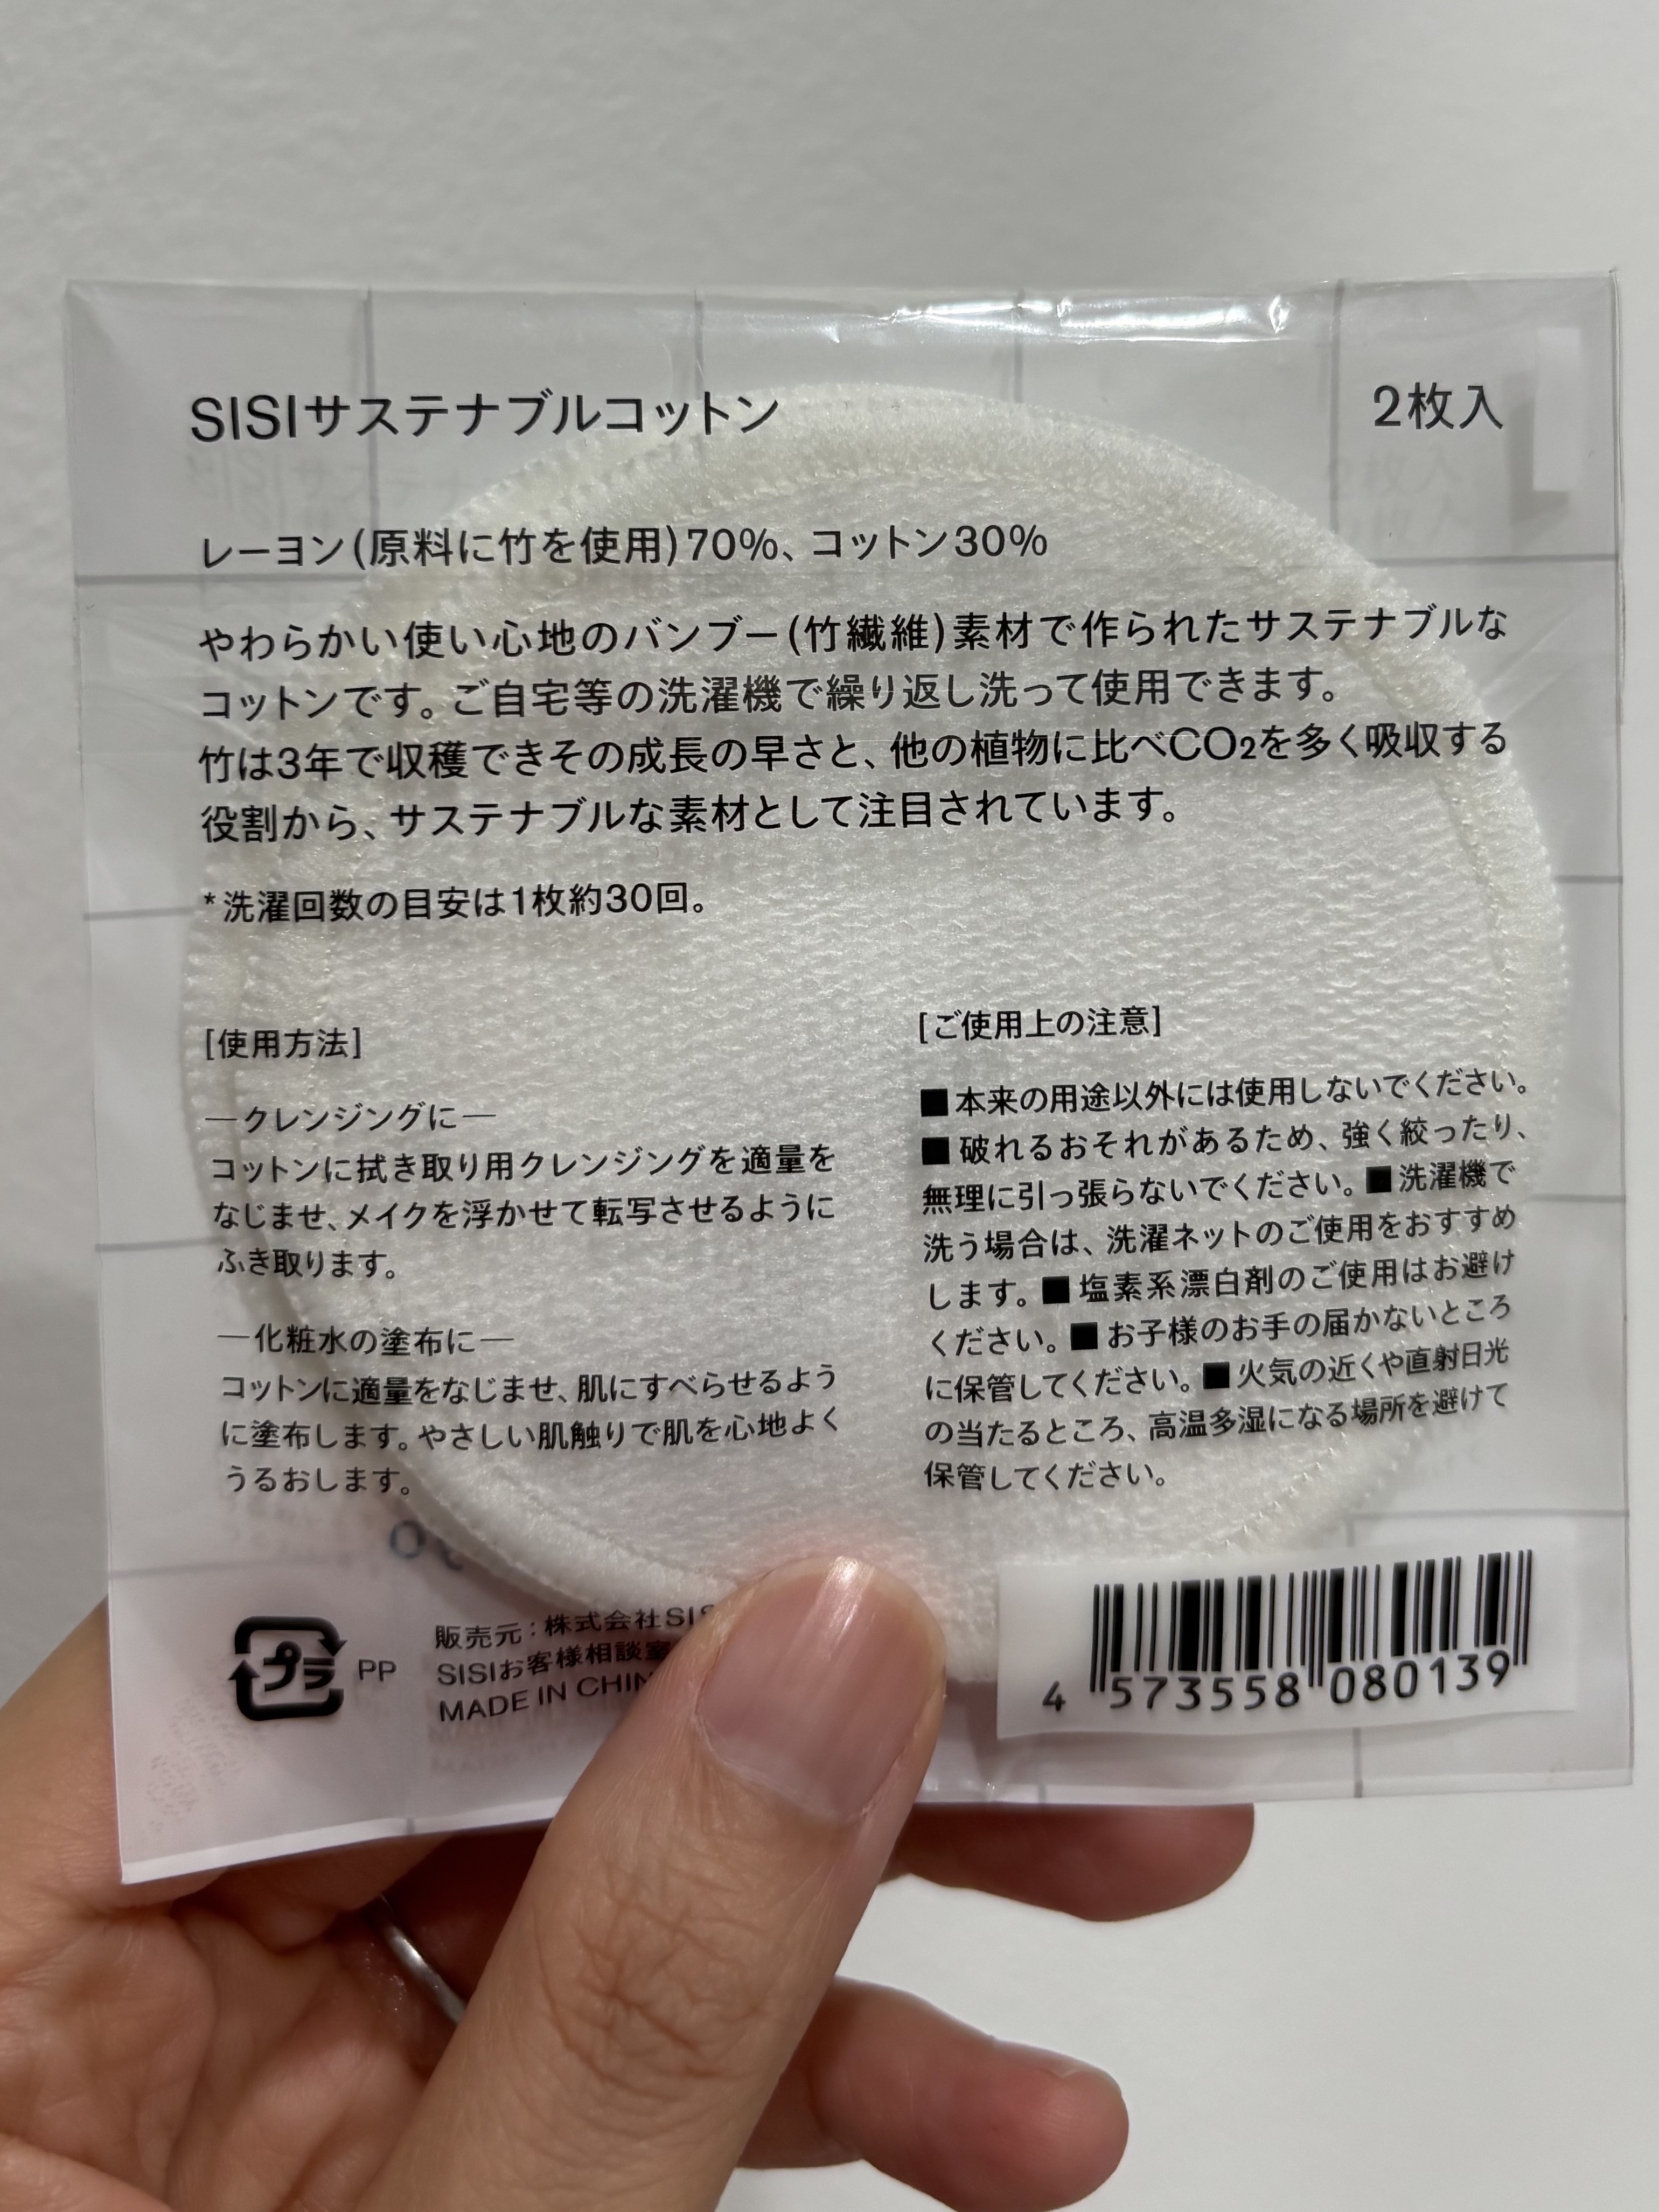 SISIサステナブルコットン
2枚入
レーヨン(原料に竹を使用)70%、コットン30%
やわらかい使い心地のバンブー(竹繊維)素材で作られたサステナブルな
コットンです。ご自宅等の洗濯機で繰り返し洗って使用できます。
竹は3年で収穫できその成長の早さと、他の植物に比べCO₂を多く吸収する
役割から、サステナブルな素材として注目されています。
*洗濯回数の目安は1枚約30回。
[使用方法]
―クレンジングに―
コットンに拭き取り用クレンジングを適量を
なじませ、メイクを浮かせて転写させるように
ふき取ります。
―化粧水の塗布に―
コットンに適量をなじませ、肌にすべらせるよう
に塗布します。やさしい肌触りで肌を心地よく
うるおします。
[ご使用上の注意]
■本来の用途以外には使用しないでください。
■破れるおそれがあるため、強く絞ったり、
無理に引っ張らないでください。■洗濯機で
洗う場合は、洗濯ネットのご使用をおすすめ
します。■塩素系漂白剤のご使用はお避け
ください。■お子様のお手の届かないところ
に保管してください。■火気の近くや直射日光
の当たるところ、高温多湿になる場所を避けて
保管してください。
プラ PP
販売元:株式会社SIS
SISIお客様相談室
MADE IN CHIN
4 573558 080139